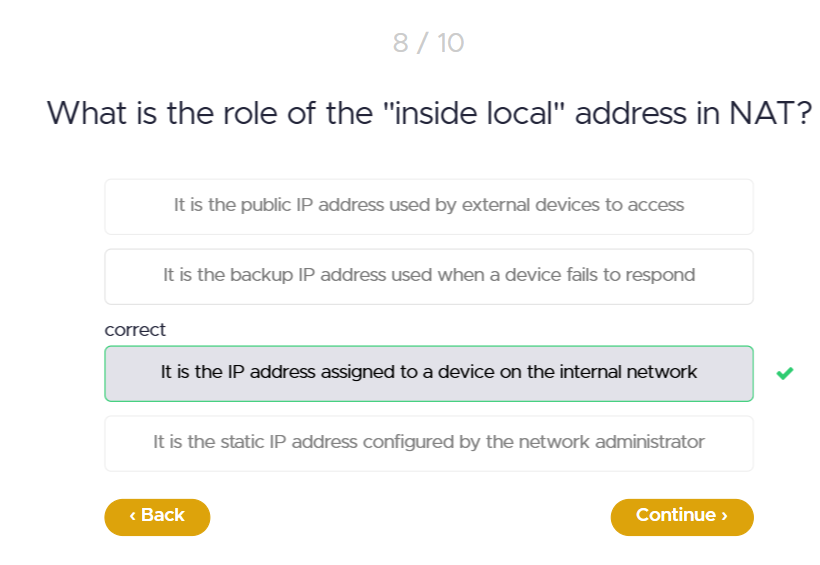 8 / 10
What is the role of the "inside local" address in NAT?
It is the public IP address used by external devices to access
It is the backup IP address used when a device fails to respond
correct
It is the IP address assigned to a device on the internal network
It is the static IP address configured by the network administrator
‹ Back
Continue ›